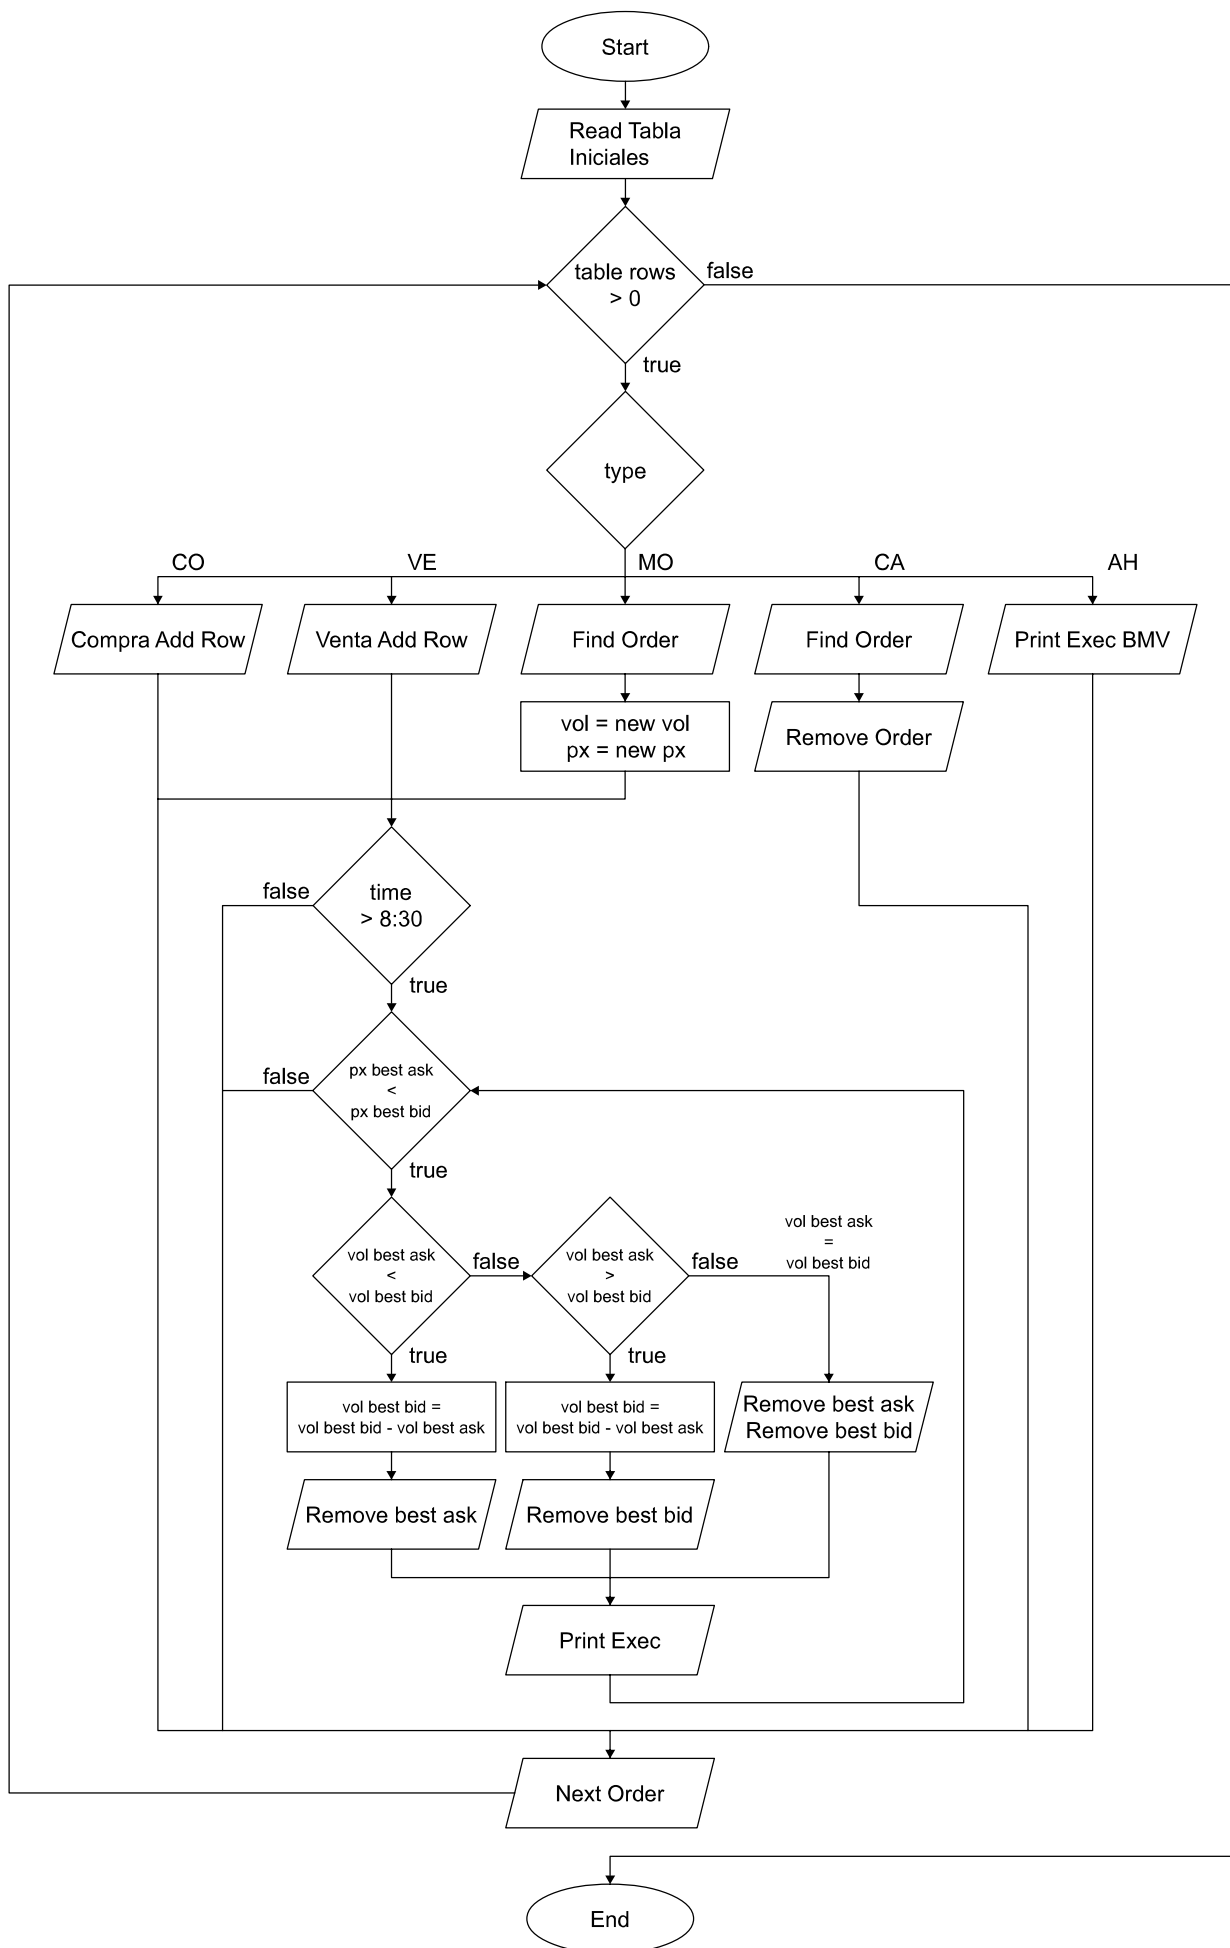 Start
Read Tabla
Iniciales
table rows
> 0
false
true
type
CO
VE
MO
CA
AH
Compra Add Row
Venta Add Row
Find Order
Find Order
Print Exec BMV
vol = new vol
px = new px
Remove Order
time
> 8:30
false
true
px best ask
<
px best bid
false
true
vol best ask
<
vol best bid
false
true
vol best ask
>
vol best bid
false
true
vol best ask
=
vol best bid
vol best bid =
vol best bid - vol best ask
vol best bid =
vol best bid - vol best ask
Remove best ask
Remove best bid
Remove best ask
Remove best bid
Print Exec
Next Order
End